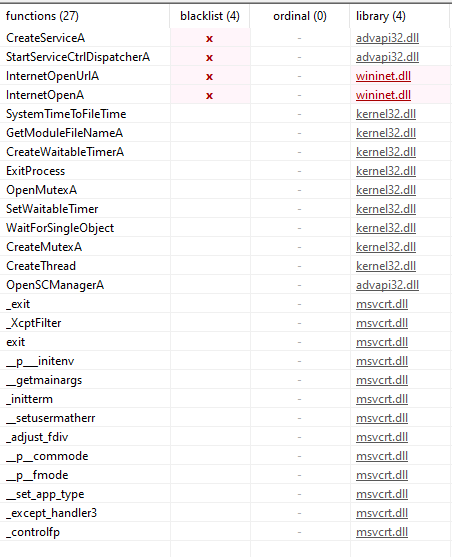 functions (27) blacklist (4) ordinal (0) library (4)
CreateServiceA x - advapi32.dll
StartServiceCtrlDispatcherA x - advapi32.dll
InternetOpenUrlA x - wininet.dll
InternetOpenA x - wininet.dll
SystemTimeToFileTime - kernel32.dll
GetModuleFileNameA - kernel32.dll
CreateWaitableTimerA - kernel32.dll
ExitProcess - kernel32.dll
OpenMutexA - kernel32.dll
SetWaitableTimer - kernel32.dll
WaitForSingleObject - kernel32.dll
CreateMutexA - kernel32.dll
CreateThread - kernel32.dll
OpenSCManagerA - advapi32.dll
_exit - msvcrt.dll
_XcptFilter - msvcrt.dll
exit - msvcrt.dll
__p___initenv - msvcrt.dll
__getmainargs - msvcrt.dll
_initterm - msvcrt.dll
__setusermatherr - msvcrt.dll
_adjust_fdiv - msvcrt.dll
__p__commode - msvcrt.dll
__p__fmode - msvcrt.dll
__set_app_type - msvcrt.dll
_except_handler3 - msvcrt.dll
_controlfp - msvcrt.dll